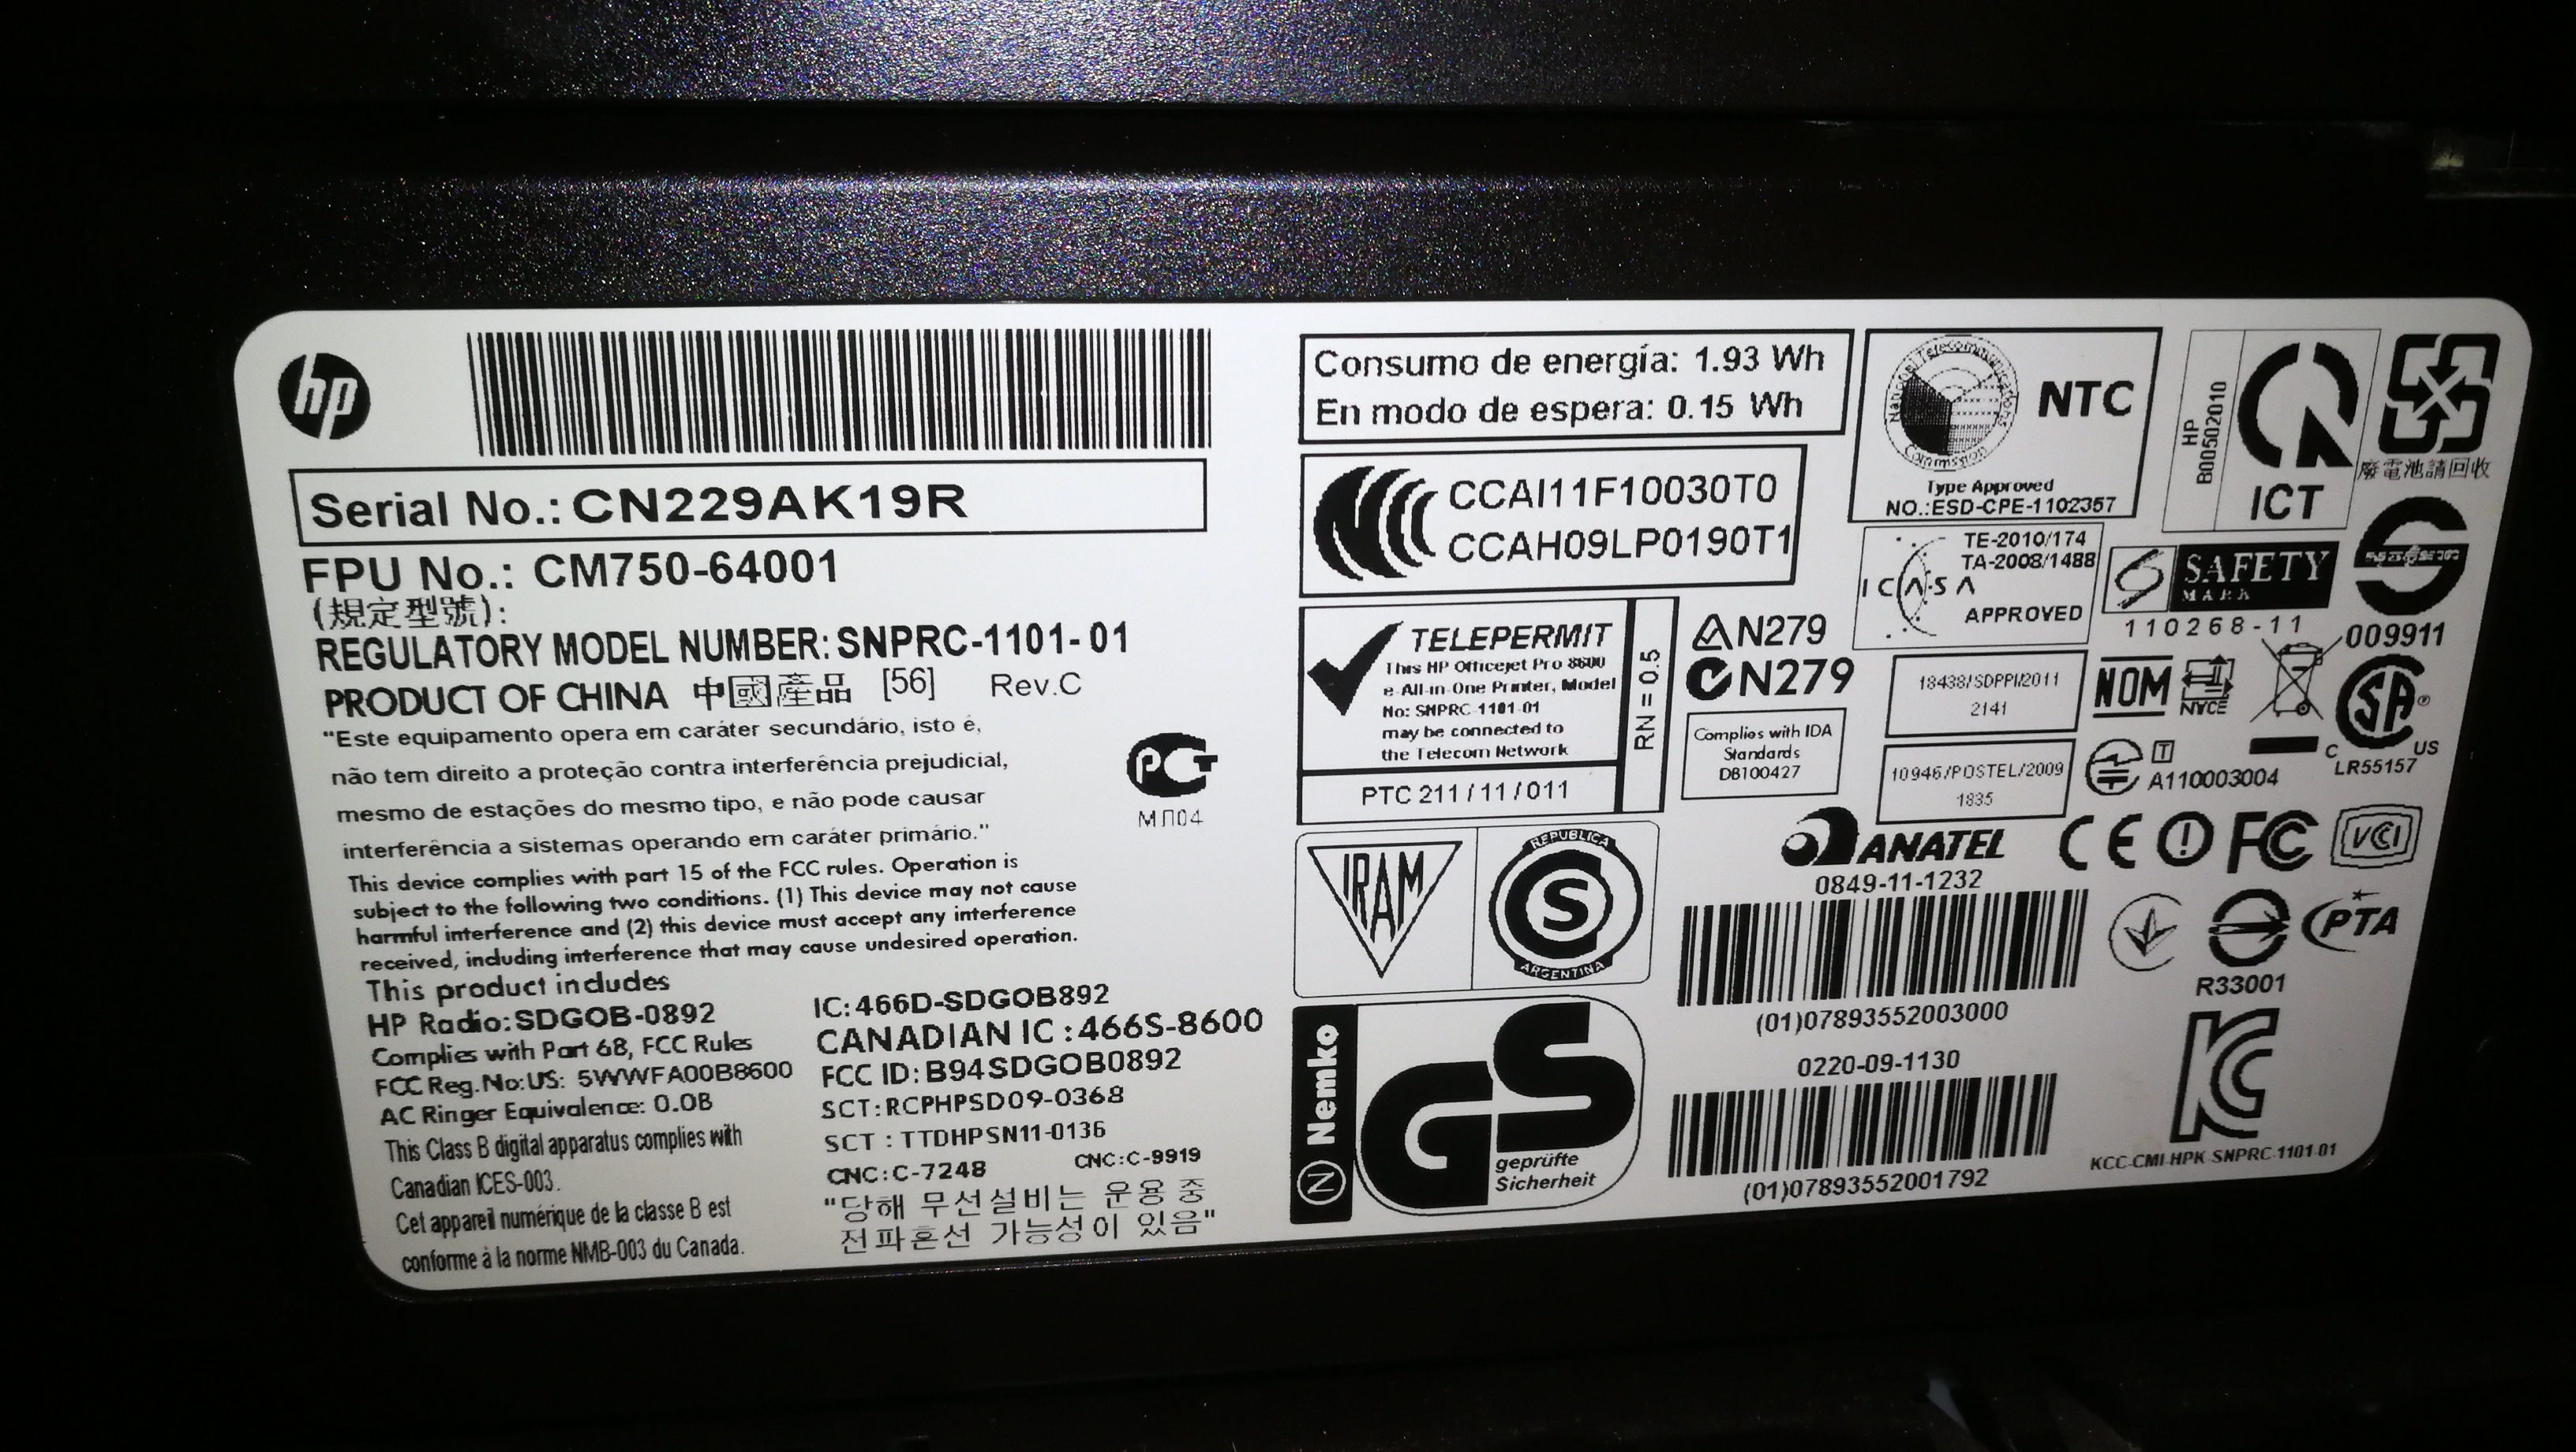 hp
Serial No.: CN229AK19R
FPU No.: CM750-64001
(規定型號):
REGULATORY MODEL NUMBER: SNPRC-1101-01
PRODUCT OF CHINA 中國產品 [56] Rev.C
"Este equipamento opera em caráter secundário, isto é,
não tem direito a proteção contra interferência prejudicial,
mesmo de estações do mesmo tipo, e não pode causar
interferência a sistemas operando em caráter primário."
This device complies with part 15 of the FCC rules. Operation is
subject to the following two conditions. (1) This device may not cause
harmful interference and (2) this device must accept any interference
received, including interference that may cause undesired operation.
This product includes
HP Radio:SDGOB-0892
Complies with Part 68, FCC Rules
FCC Reg.No:US: 5WWFA00B8600
AC Ringer Equivalence: 0.0B
This Class B digital apparatus complies with
Canadian ICES-003.
Cet appareil numérique de la classe B est
conforme à la norme NMB-003 du Canada.
РСТ
МЛ04
IC:466D-SDGOB892
CANADIAN IC :466S-8600
FCC ID:B94SDGOB0892
SCT:RCPHPSD09-0368
SCT : TTDHPSN11-0136
CNC:C-7248 CNC:C-9919
"당해 무선설비는 운용 중
전파혼선 가능성이 있음"
Consumo de energía: 1.93 Wh
En modo de espera: 0.15 Wh
CCAI11F10030T0
CCAH09LP0190T1
TELEPERMIT
This HP Officejet Pro 8600
e-All-in-One Printer, Model
No: SNPRC-1101-01
may be connected to
the Telecom Network
PTC 211/11/011
RN = 0.5
IRAM
REPUBLICA
S
ARGENTINA
N Nemko
GS
geprüfte
Sicherheit
National Telecommunications
Commission
NTC
Type Approved
NO.:ESD-CPE-1102357
TE-2010/174
TA-2008/1488
ICASA
APPROVED
N279
N279
Complies with IDA
Standards
DB100427
18438/SDPPI/2011
2141
10946/POSTEL/2009
1835
ANATEL
0849-11-1232
(01)07893552003000
0220-09-1130
(01)07893552001792
HP
B00502010
ICT
廢電池請回收
SAFETY
MARK
110268-11
009911
NOM
NYCE
SA
C US
LR55157
T
A110003004
CE FC VCCI
PTA
R33001
KC
KCC-CMI-HPK-SNPRC-1101-01